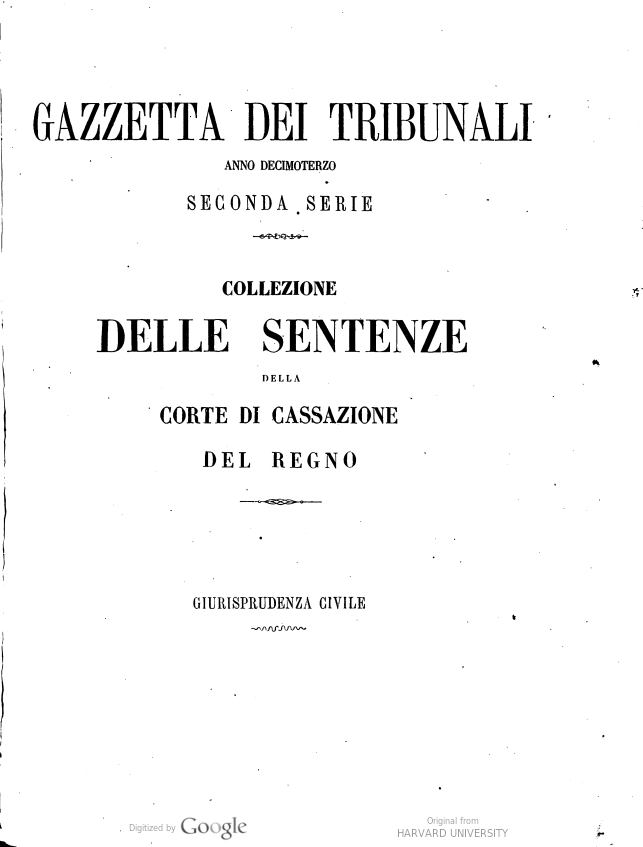 GAZZETTA DEI TRIBUNALI
ANNO DECIMOTERZO
SECONDA SERIE
COLLEZIONE
DELLE SENTENZE
DELLA
CORTE DI CASSAZIONE
DEL REGNO
GIURISPRUDENZA CIVILE
Digitized by Google
Original from
HARVARD UNIVERSITY